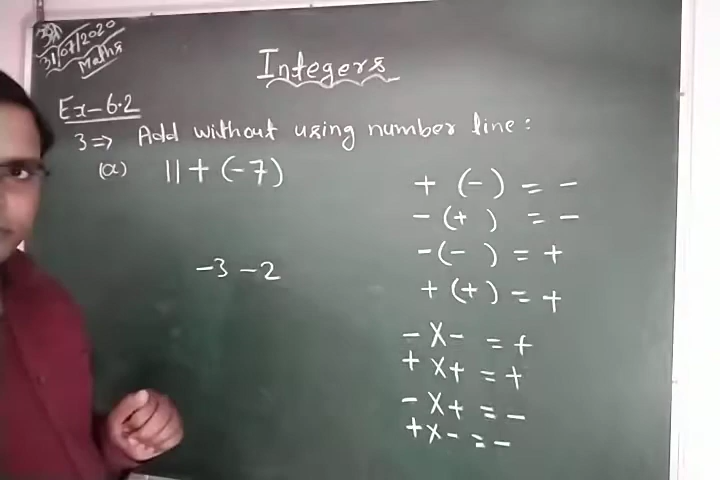 31/07/2020
Maths
Integers
Ex-6.2
3⇒ Add without using number line:
(a) 11+(-7)
-3 -2
+ (-) = -
- (+ ) = -
-(- ) = +
+ (+) = +
- X - = +
+ X + = +
- X + = -
+ X - = -